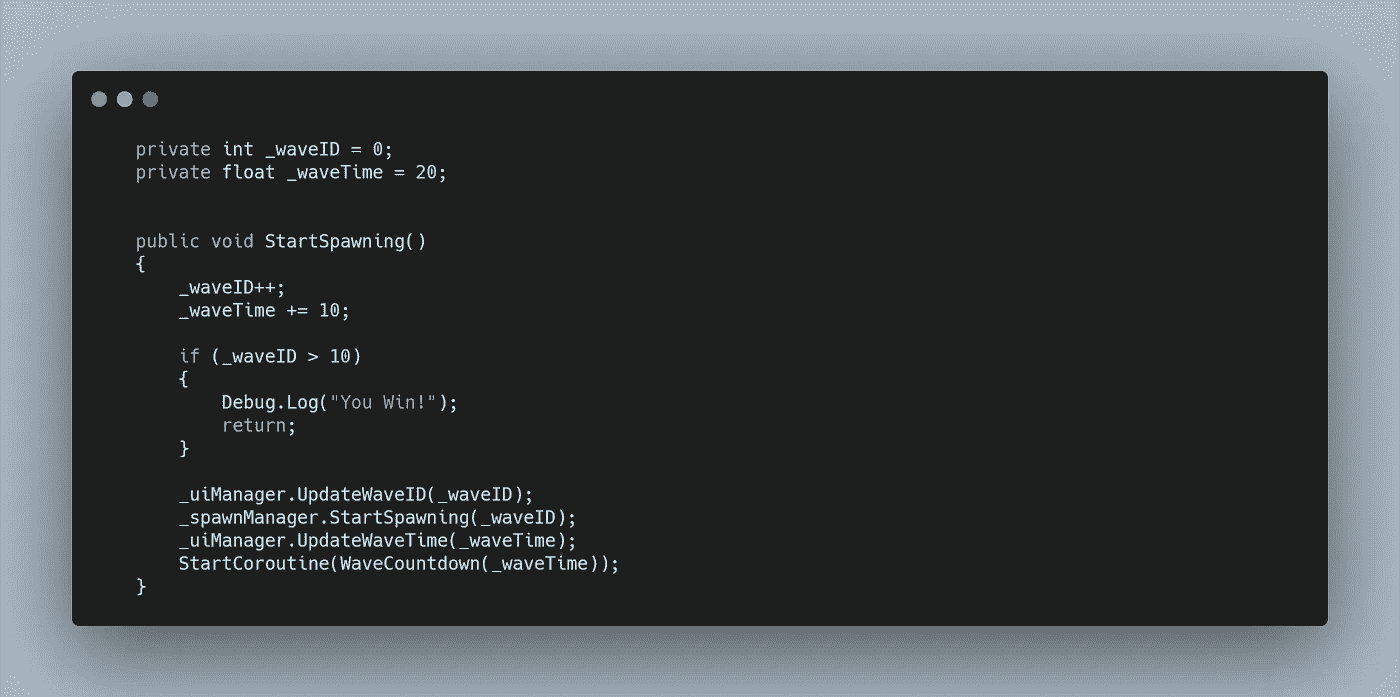 private int _waveID = 0;
private float _waveTime = 20;
public void StartSpawning()
{
_waveID++;
_waveTime += 10;
if (_waveID > 10)
{
Debug.Log("You Win!");
return;
}
_uiManager.UpdateWaveID(_waveID);
_spawnManager.StartSpawning(_waveID);
_uiManager.UpdateWaveTime(_waveTime);
StartCoroutine(WaveCountdown(_waveTime));
}